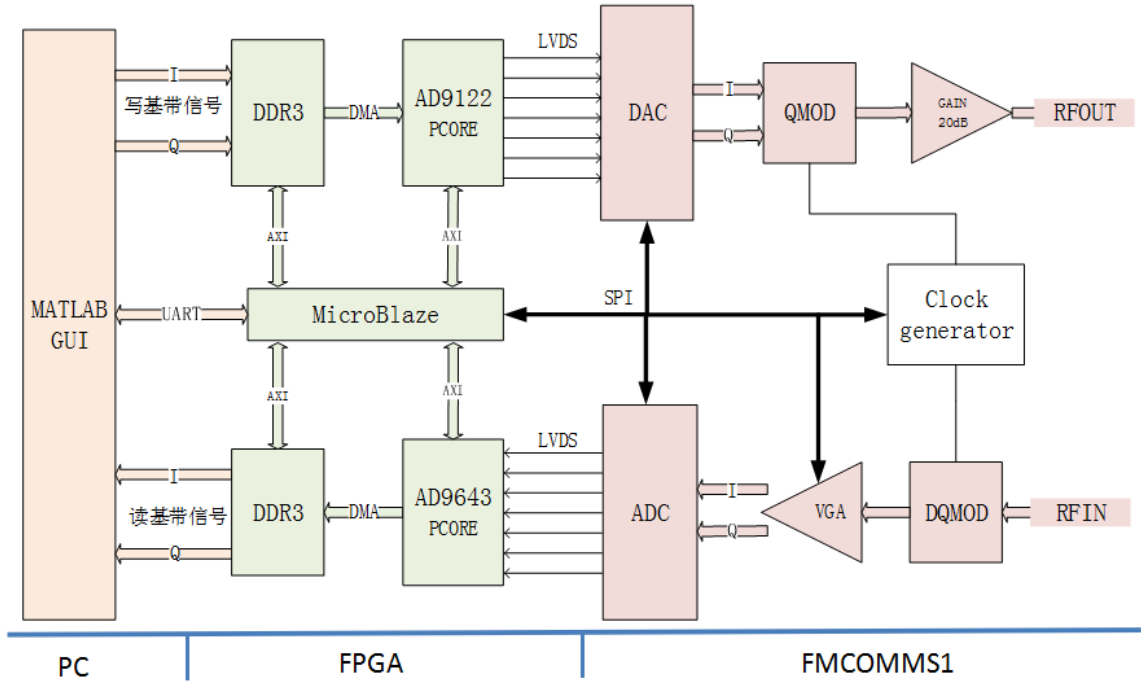 LVDS
I
写基带信号
Q
DDR3
DMA
AD9122
PCORE
DAC
I
Q
QMOD
GAIN
20dB
RFOUT
AXI
AXI
MATLAB
GUI
UART
MicroBlaze
SPI
Clock
generator
AXI
AXI
LVDS
I
读基带信号
Q
DDR3
DMA
AD9643
PCORE
ADC
I
Q
VGA
DQMOD
RFIN
PC
FPGA
FMCOMMS1